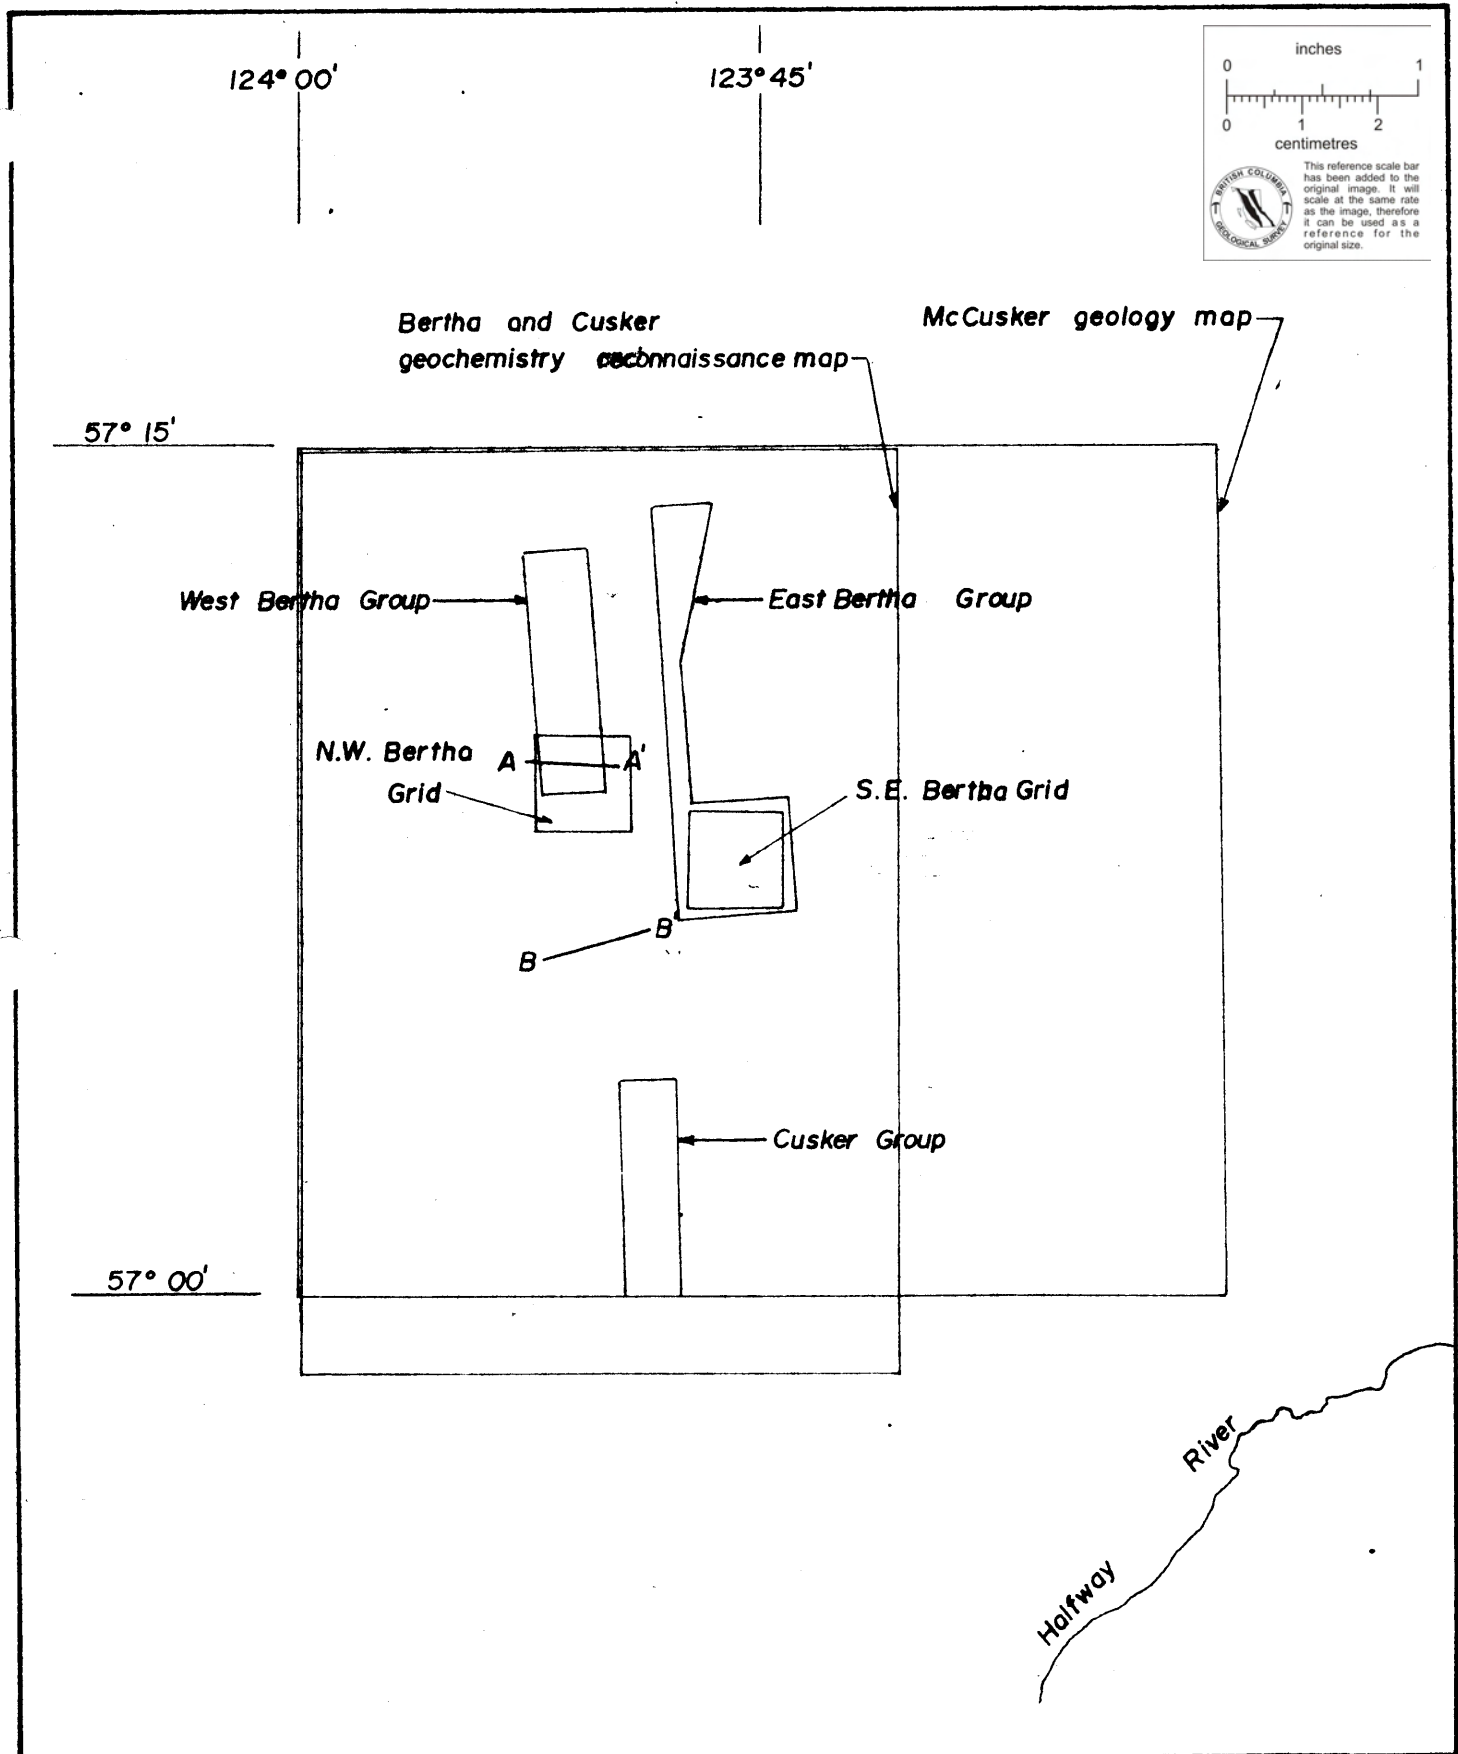 124° 00'
123° 45'
inches
0 1
0 1 2
centimetres
BRITISH COLUMBIA
GEOLOGICAL SURVEY
This reference scale bar
has been added to the
original image. It will
scale at the same rate
as the image, therefore
it can be used as a
reference for the
original size.
Bertha and Cusker
geochemistry reconnaissance map
McCusker geology map
57° 15'
West Bertha Group
East Bertha Group
N.W. Bertha
Grid
A A'
S.E. Bertha Grid
B B'
Cusker Group
57° 00'
Halfway River